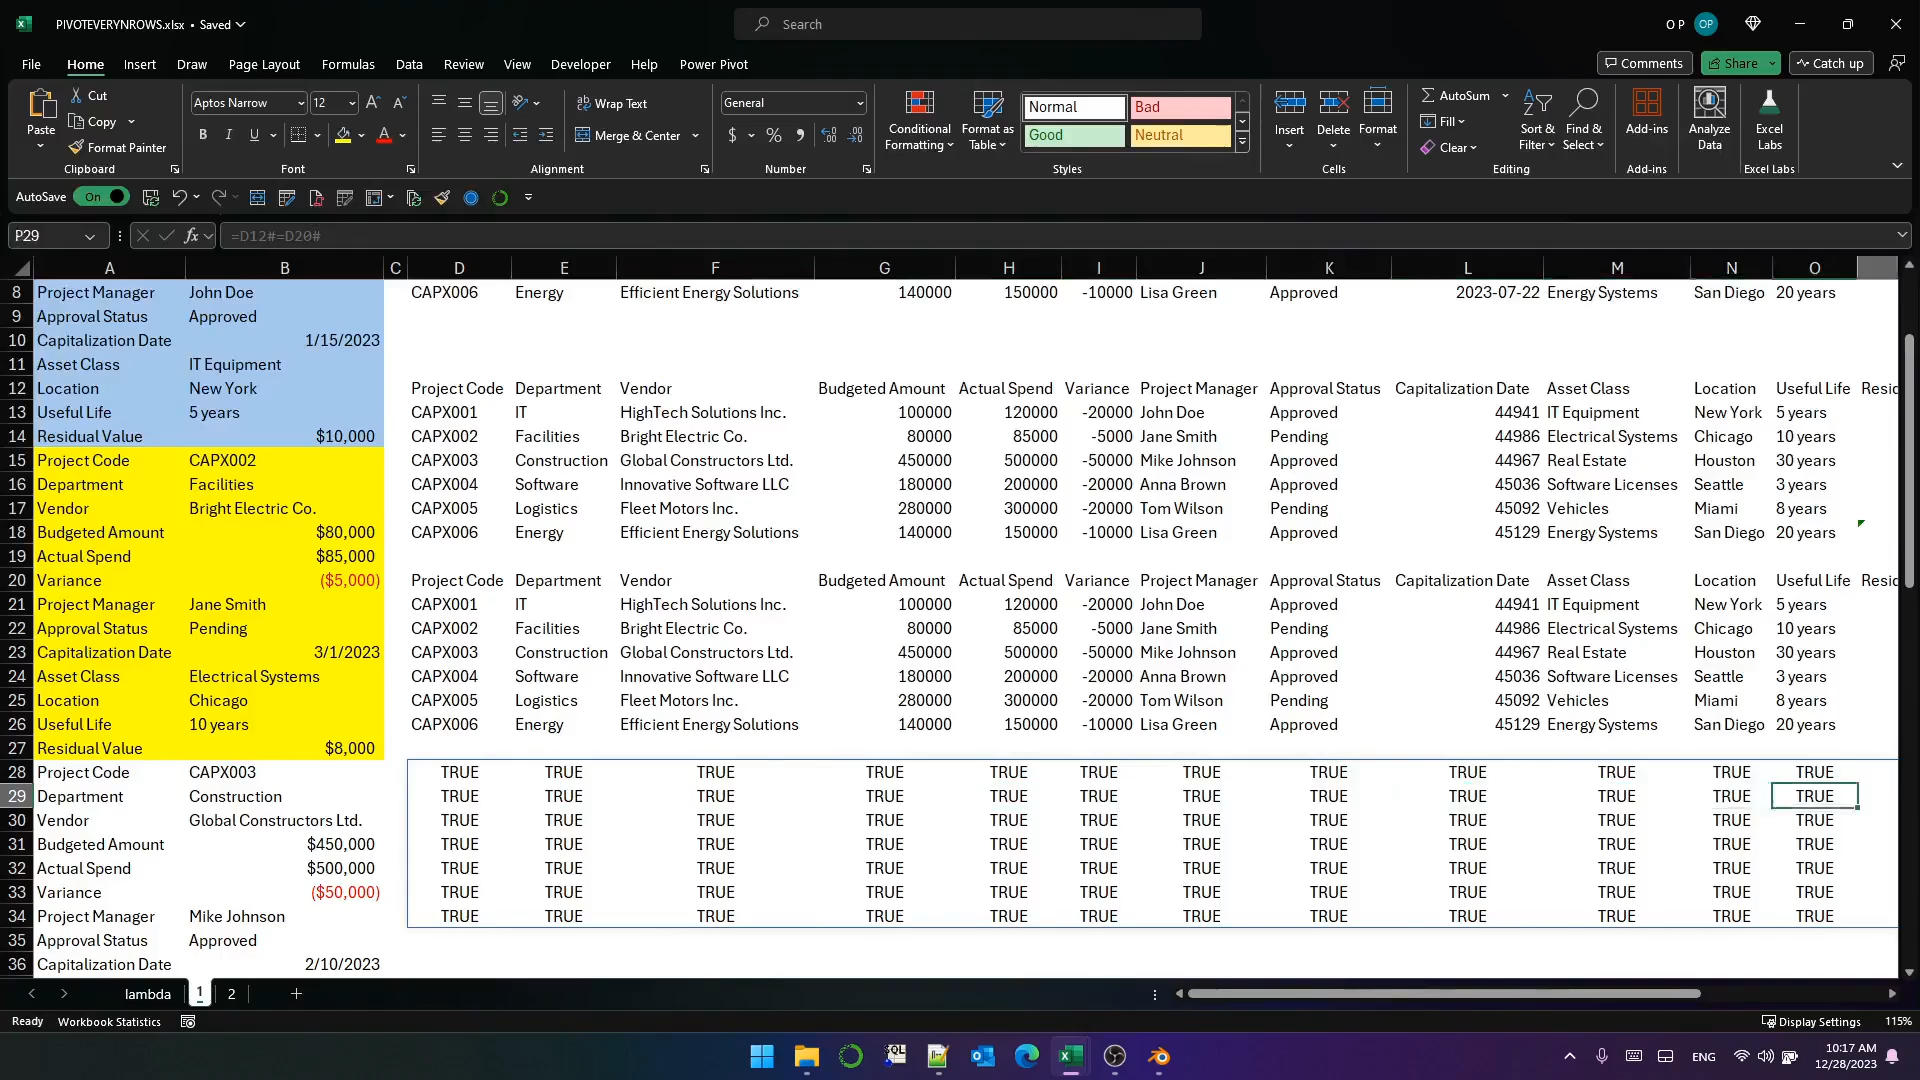 PIVOTEVERYNROWS.xlsx • Saved
Search
O P
OP
File Home Insert Draw Page Layout Formulas Data Review View Developer Help Power Pivot
Comments Share Catch up
Paste
Cut
Copy
Format Painter
Clipboard
Aptos Narrow 12
B I U
Font
Wrap Text
Merge & Center
Alignment
General
$ % ,
Number
Conditional Formatting
Format as Table
Normal Bad
Good Neutral
Styles
Insert Delete Format
Cells
AutoSum
Fill
Clear
Sort & Filter
Find & Select
Editing
Add-ins
Add-ins
Analyze Data
Excel Labs
Excel Labs
AutoSave On
P29 fx =D12#=D20#
A B C D E F G H I J K L M N O
8 Project Manager John Doe CAPX006 Energy Efficient Energy Solutions 140000 150000 -10000 Lisa Green Approved 2023-07-22 Energy Systems San Diego 20 years
9 Approval Status Approved
10 Capitalization Date 1/15/2023
11 Asset Class IT Equipment
12 Location New York Project Code Department Vendor Budgeted Amount Actual Spend Variance Project Manager Approval Status Capitalization Date Asset Class Location Useful Life Resid
13 Useful Life 5 years CAPX001 IT HighTech Solutions Inc. 100000 120000 -20000 John Doe Approved 44941 IT Equipment New York 5 years
14 Residual Value $10,000 CAPX002 Facilities Bright Electric Co. 80000 85000 -5000 Jane Smith Pending 44986 Electrical Systems Chicago 10 years
15 Project Code CAPX002 CAPX003 Construction Global Constructors Ltd. 450000 500000 -50000 Mike Johnson Approved 44967 Real Estate Houston 30 years
16 Department Facilities CAPX004 Software Innovative Software LLC 180000 200000 -20000 Anna Brown Approved 45036 Software Licenses Seattle 3 years
17 Vendor Bright Electric Co. CAPX005 Logistics Fleet Motors Inc. 280000 300000 -20000 Tom Wilson Pending 45092 Vehicles Miami 8 years
18 Budgeted Amount $80,000 CAPX006 Energy Efficient Energy Solutions 140000 150000 -10000 Lisa Green Approved 45129 Energy Systems San Diego 20 years
19 Actual Spend $85,000
20 Variance ($5,000) Project Code Department Vendor Budgeted Amount Actual Spend Variance Project Manager Approval Status Capitalization Date Asset Class Location Useful Life Resid
21 Project Manager Jane Smith CAPX001 IT HighTech Solutions Inc. 100000 120000 -20000 John Doe Approved 44941 IT Equipment New York 5 years
22 Approval Status Pending CAPX002 Facilities Bright Electric Co. 80000 85000 -5000 Jane Smith Pending 44986 Electrical Systems Chicago 10 years
23 Capitalization Date 3/1/2023 CAPX003 Construction Global Constructors Ltd. 450000 500000 -50000 Mike Johnson Approved 44967 Real Estate Houston 30 years
24 Asset Class Electrical Systems CAPX004 Software Innovative Software LLC 180000 200000 -20000 Anna Brown Approved 45036 Software Licenses Seattle 3 years
25 Location Chicago CAPX005 Logistics Fleet Motors Inc. 280000 300000 -20000 Tom Wilson Pending 45092 Vehicles Miami 8 years
26 Useful Life 10 years CAPX006 Energy Efficient Energy Solutions 140000 150000 -10000 Lisa Green Approved 45129 Energy Systems San Diego 20 years
27 Residual Value $8,000
28 Project Code CAPX003 TRUE TRUE TRUE TRUE TRUE TRUE TRUE TRUE TRUE TRUE TRUE TRUE
29 Department Construction TRUE TRUE TRUE TRUE TRUE TRUE TRUE TRUE TRUE TRUE TRUE TRUE
30 Vendor Global Constructors Ltd. TRUE TRUE TRUE TRUE TRUE TRUE TRUE TRUE TRUE TRUE TRUE TRUE
31 Budgeted Amount $450,000 TRUE TRUE TRUE TRUE TRUE TRUE TRUE TRUE TRUE TRUE TRUE TRUE
32 Actual Spend $500,000 TRUE TRUE TRUE TRUE TRUE TRUE TRUE TRUE TRUE TRUE TRUE TRUE
33 Variance ($50,000) TRUE TRUE TRUE TRUE TRUE TRUE TRUE TRUE TRUE TRUE TRUE TRUE
34 Project Manager Mike Johnson TRUE TRUE TRUE TRUE TRUE TRUE TRUE TRUE TRUE TRUE TRUE TRUE
35 Approval Status Approved
36 Capitalization Date 2/10/2023
lambda 1 2
Ready Workbook Statistics
Display Settings 115%
ENG
10:17 AM
12/28/2023